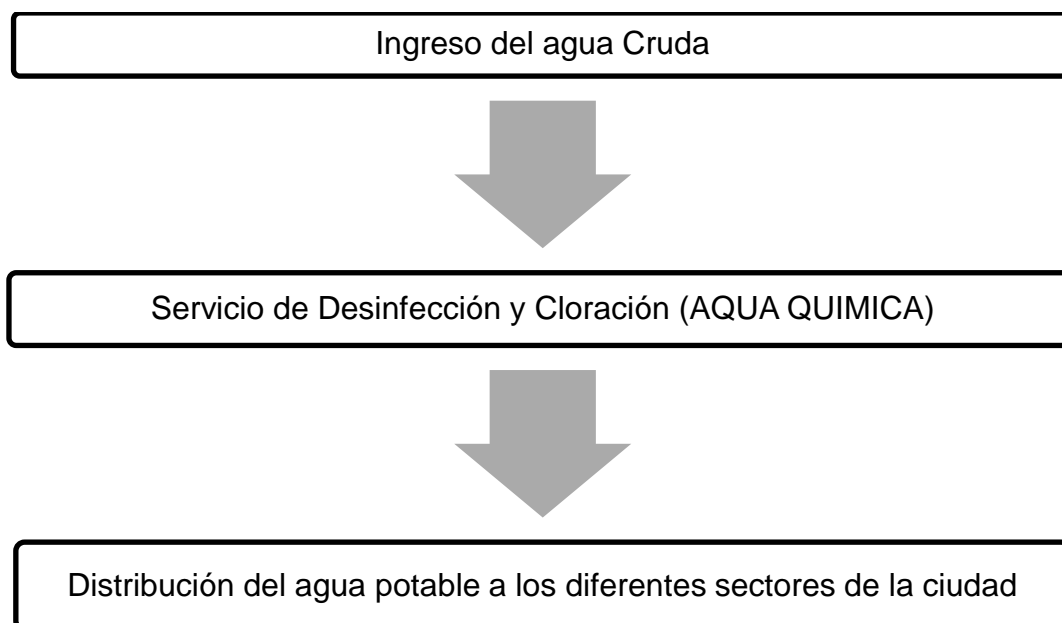 Ingreso del agua Cruda
Servicio de Desinfección y Cloración (AQUA QUIMICA)
Distribución del agua potable a los diferentes sectores de la ciudad